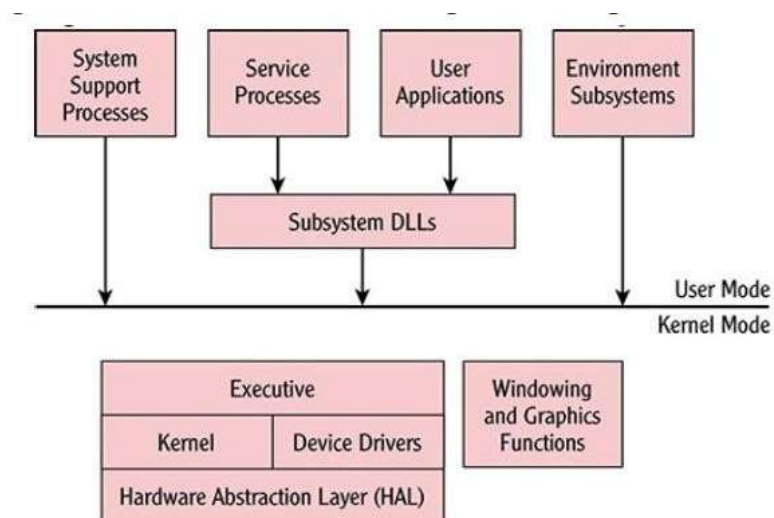 System
Support
Processes
Service
Processes
User
Applications
Environment
Subsystems
Subsystem DLLs
User Mode
Kernel Mode
Executive
Kernel
Device Drivers
Hardware Abstraction Layer (HAL)
Windowing
and Graphics
Functions